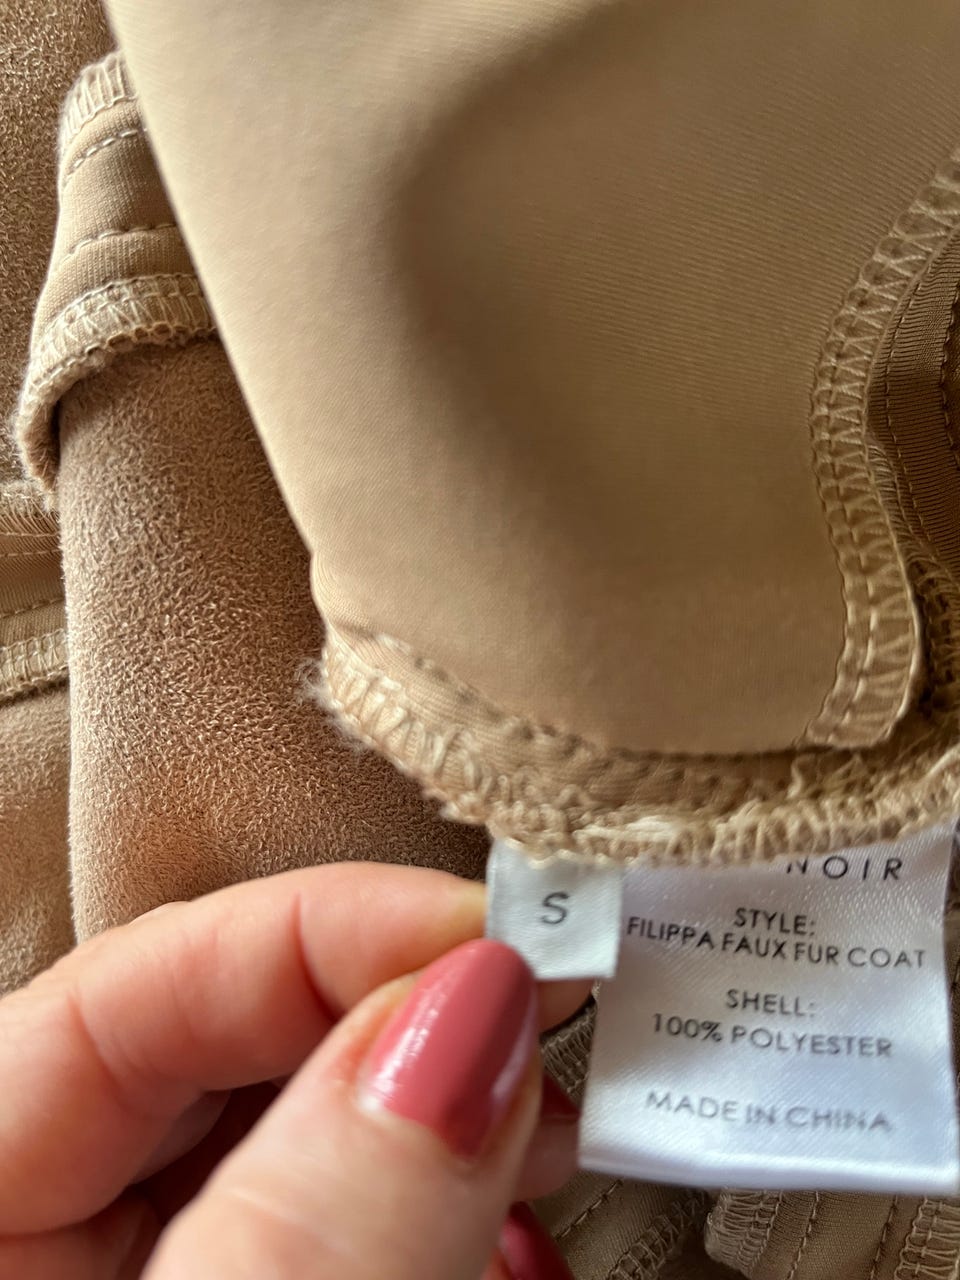 S
NOIR
STYLE:
FILIPPA FAUX FUR COAT
SHELL:
100% POLYESTER
MADE IN CHINA